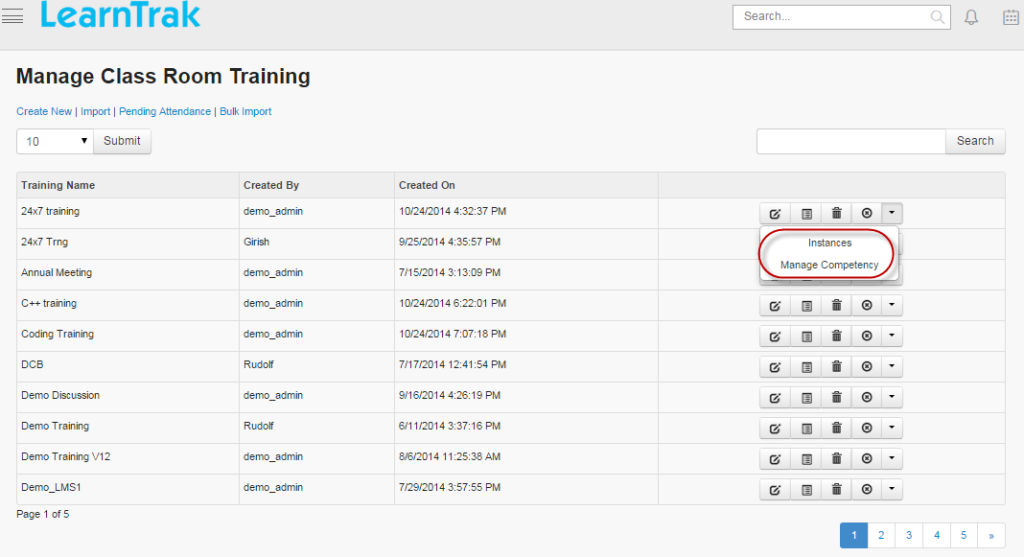 LearnTrak
Search...
Manage Class Room Training
Create New | Import | Pending Attendance | Bulk Import
10 Submit Search
Training Name Created By Created On
24x7 training demo_admin 10/24/2014 4:32:37 PM
24x7 Trng Girish 9/25/2014 4:35:57 PM
Instances
Annual Meeting demo_admin 7/15/2014 3:13:09 PM
Manage Competency
C++ training demo_admin 10/24/2014 6:22:01 PM
Coding Training demo_admin 10/24/2014 7:07:18 PM
DCB Rudolf 7/17/2014 12:41:54 PM
Demo Discussion demo_admin 9/16/2014 4:26:19 PM
Demo Training Rudolf 6/11/2014 3:37:16 PM
Demo Training V12 demo_admin 8/6/2014 11:25:38 AM
Demo_LMS1 demo_admin 7/29/2014 3:57:55 PM
Page 1 of 5
1 2 3 4 5 »